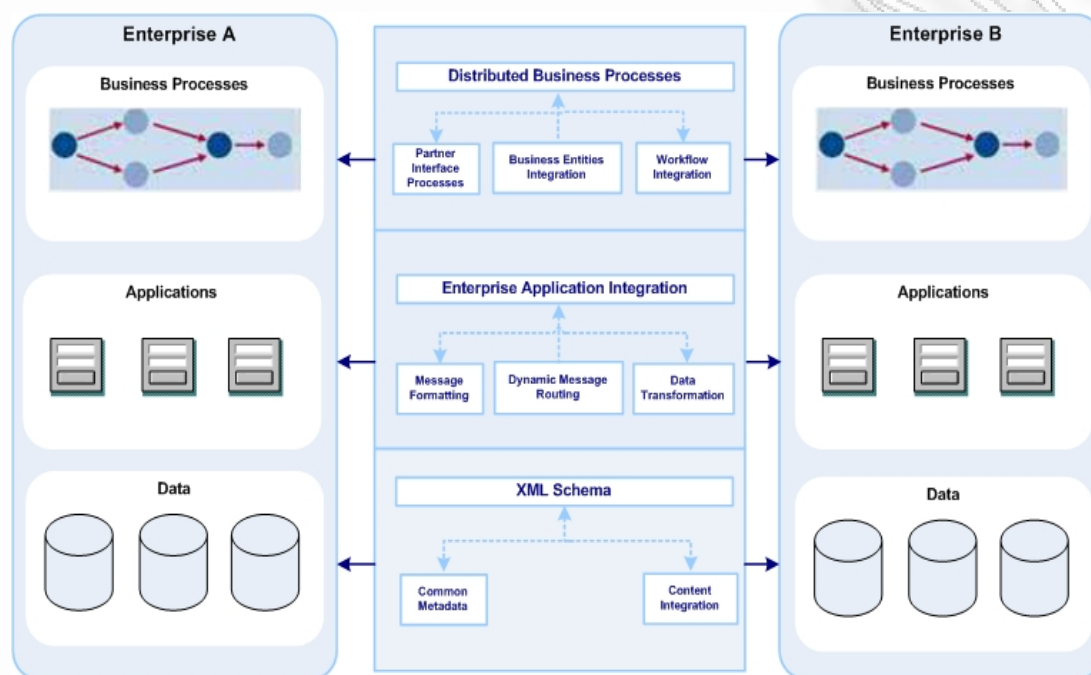 Enterprise A
Business Processes
Applications
Data
Distributed Business Processes
Partner
Interface
Processes
Business Entities
Integration
Workflow
Integration
Enterprise Application Integration
Message
Formatting
Dynamic Message
Routing
Data
Transformation
XML Schema
Common
Metadata
Content
Integration
Enterprise B
Business Processes
Applications
Data